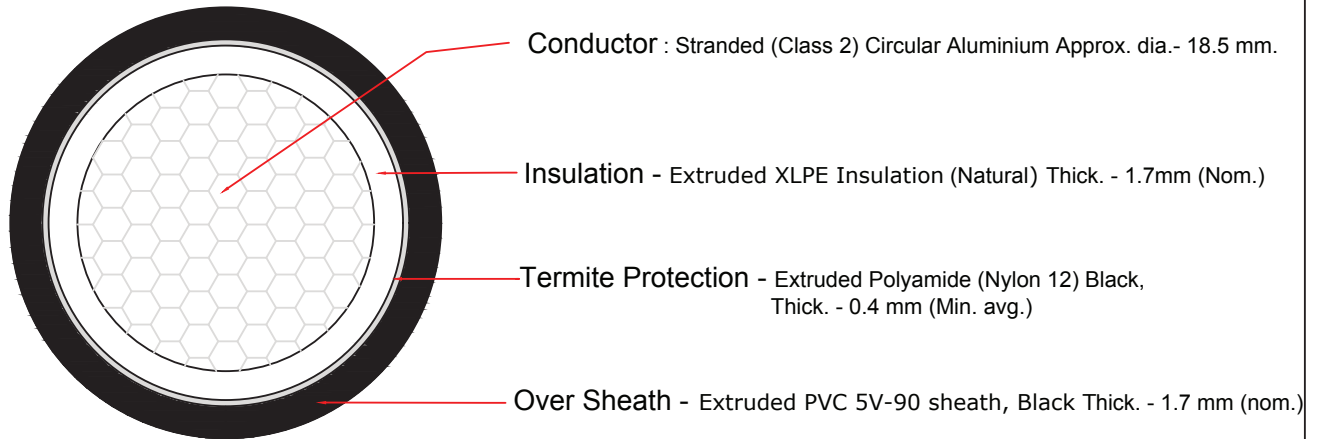 Conductor : Stranded (Class 2) Circular Aluminium Approx. dia.- 18.5 mm.
Insulation - Extruded XLPE Insulation (Natural) Thick. - 1.7mm (Nom.)
Termite Protection - Extruded Polyamide (Nylon 12) Black,
Thick. - 0.4 mm (Min. avg.)
Over Sheath - Extruded PVC 5V-90 sheath, Black Thick. - 1.7 mm (nom.)